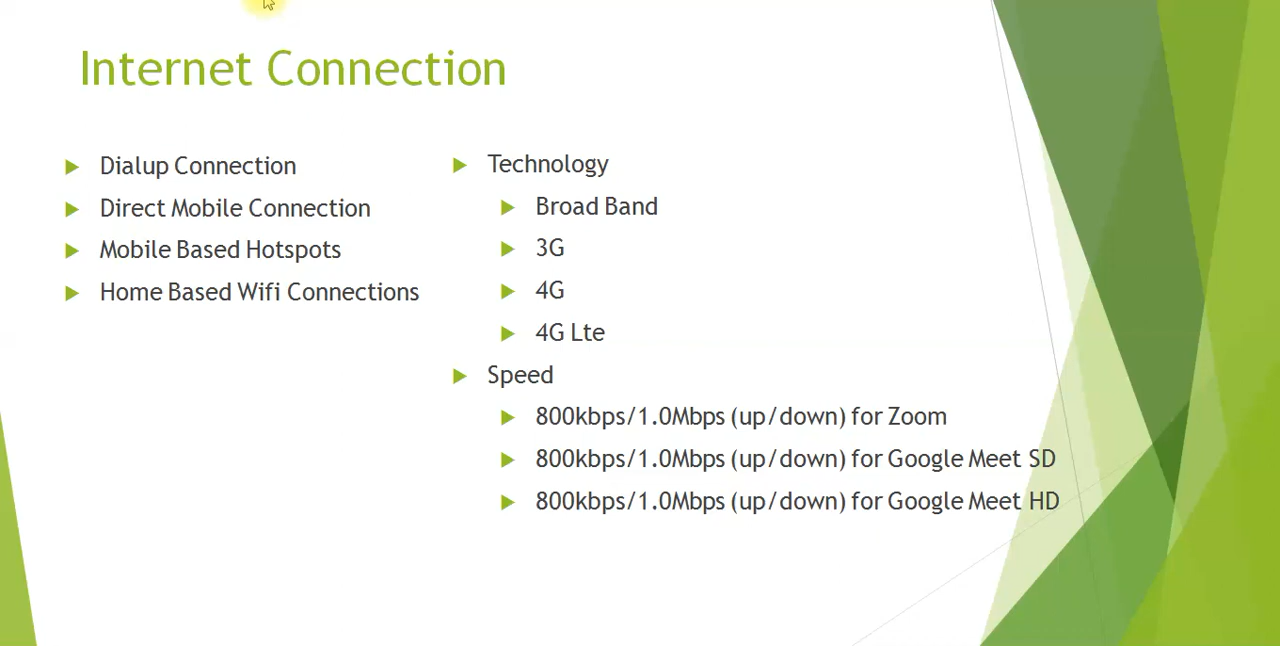 Internet Connection
Dialup Connection
Direct Mobile Connection
Mobile Based Hotspots
Home Based Wifi Connections
Technology
Broad Band
3G
4G
4G Lte
Speed
800kbps/1.0Mbps (up/down) for Zoom
800kbps/1.0Mbps (up/down) for Google Meet SD
800kbps/1.0Mbps (up/down) for Google Meet HD